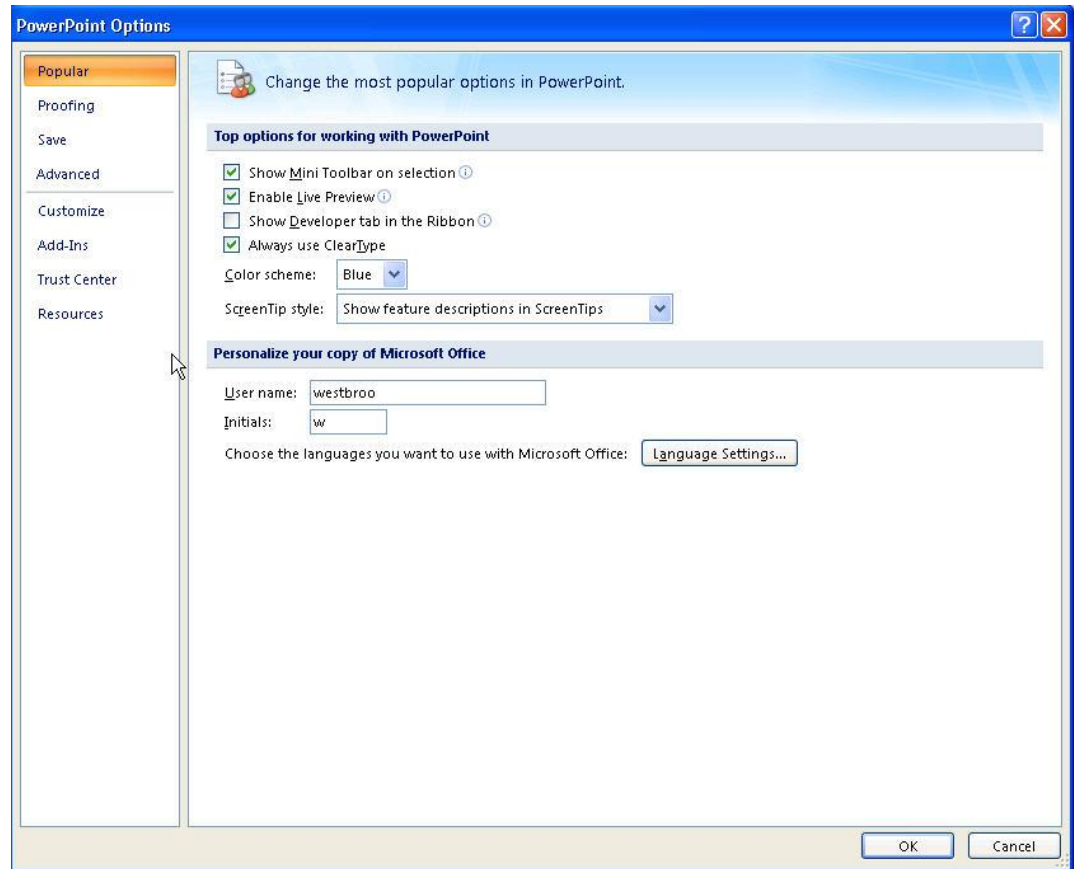 PowerPoint Options
Popular
Proofing
Save
Advanced
Customize
Add-Ins
Trust Center
Resources
Change the most popular options in PowerPoint.
Top options for working with PowerPoint
Show Mini Toolbar on selection
Enable Live Preview
Show Developer tab in the Ribbon
Always use ClearType
Color scheme: Blue
ScreenTip style: Show feature descriptions in ScreenTips
Personalize your copy of Microsoft Office
User name: westbroo
Initials: w
Choose the languages you want to use with Microsoft Office: Language Settings...
OK Cancel